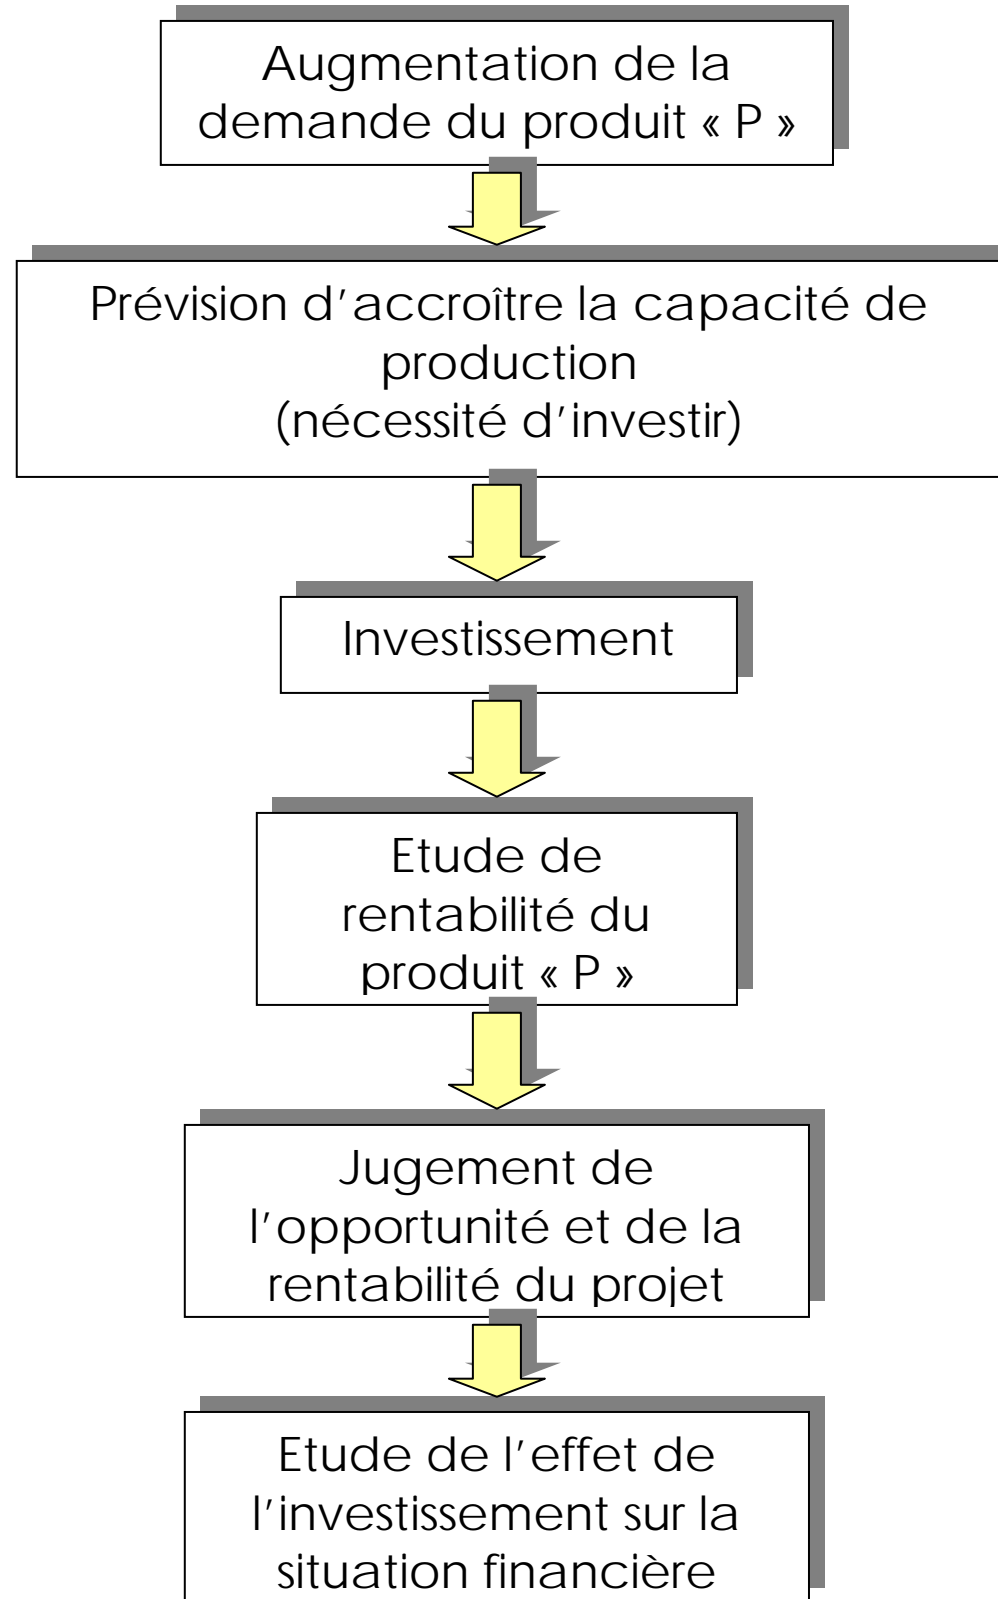 Augmentation de la
demande du produit « P »
Prévision d'accroître la capacité de
production
(nécessité d'investir)
Investissement
Etude de
rentabilité du
produit « P »
Jugement de
l'opportunité et de la
rentabilité du projet
Etude de l'effet de
l'investissement sur la
situation financière